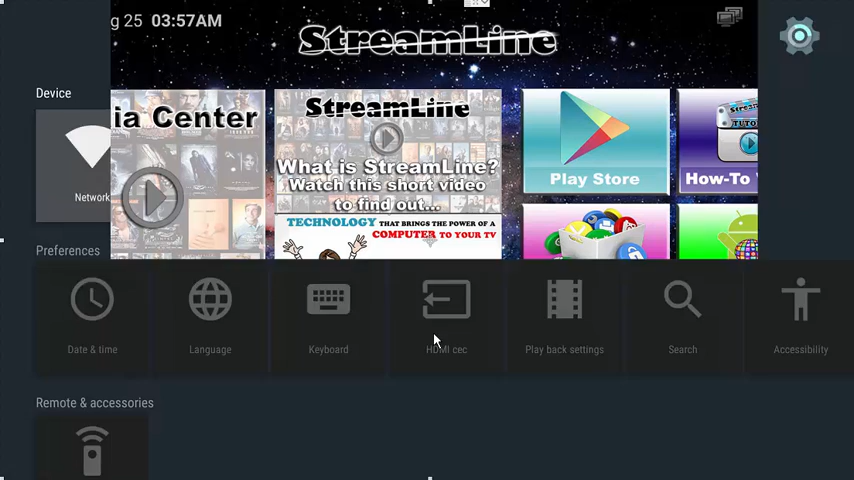 g 25 03:57AM
StreamLine
Device
Network
ia Center
StreamLine
What is StreamLine?
Watch this short video
to find out...
TECHNOLOGY THAT BRINGS THE POWER OF A
COMPUTER TO YOUR TV
Play Store
How-To
Preferences
Date & time
Language
Keyboard
HDMI cec
Play back settings
Search
Accessibility
Remote & accessories